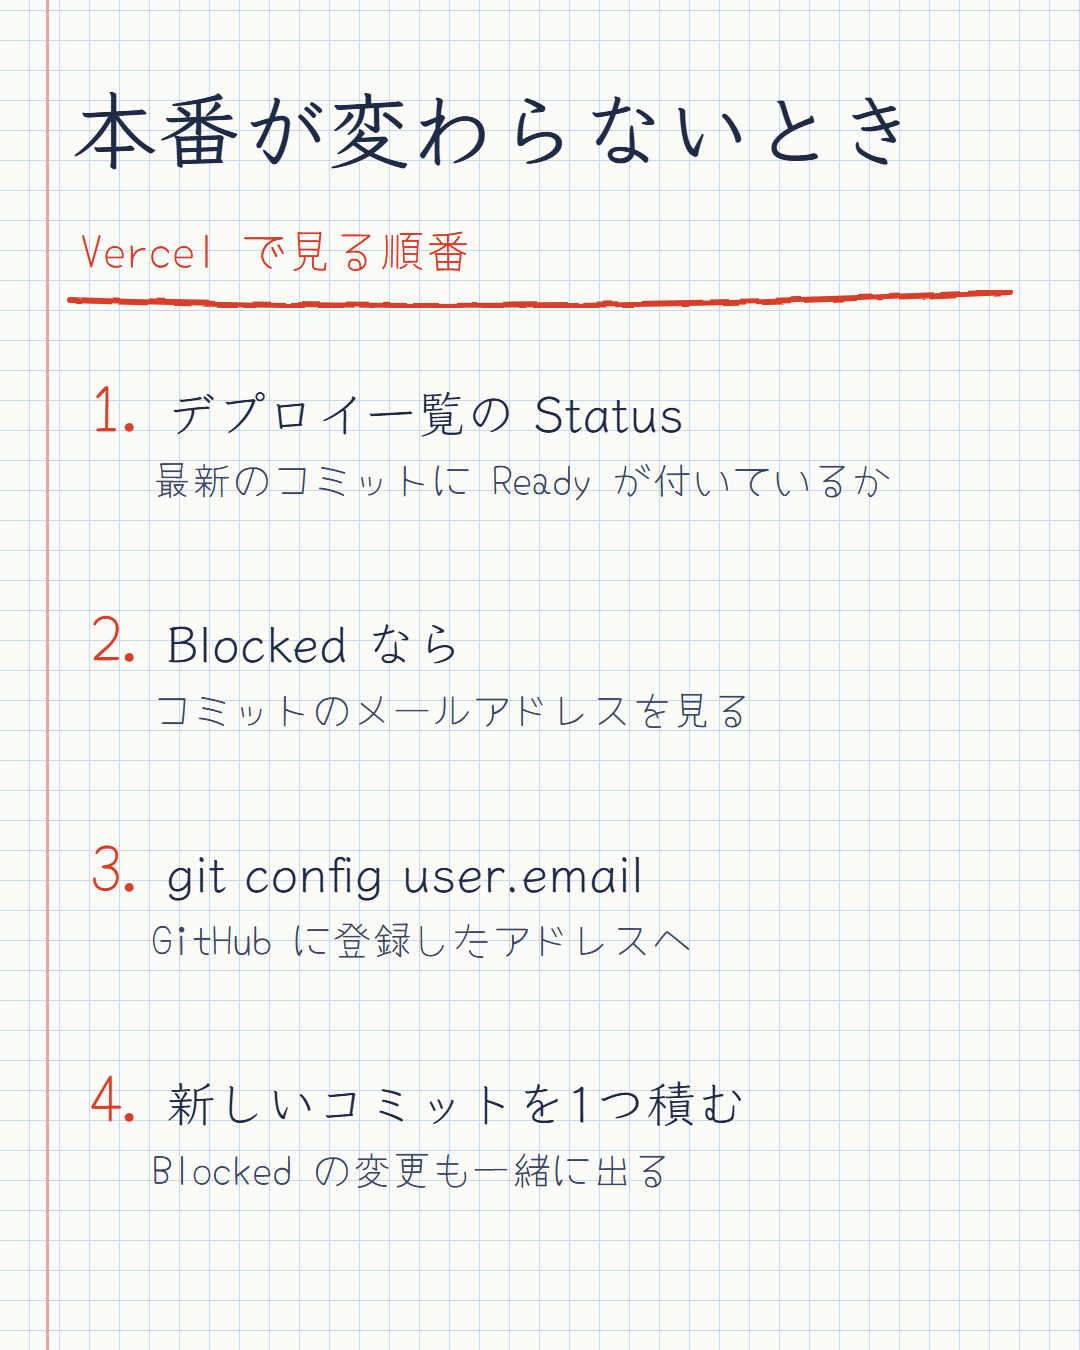 本番が変わらないとき
Vercel で見る順番
1. デプロイ一覧の Status
最新のコミットに Ready が付いているか
2. Blocked なら
コミットのメールアドレスを見る
3. git config user.email
GitHub に登録したアドレスへ
4. 新しいコミットを1つ積む
Blocked の変更も一緒に出る